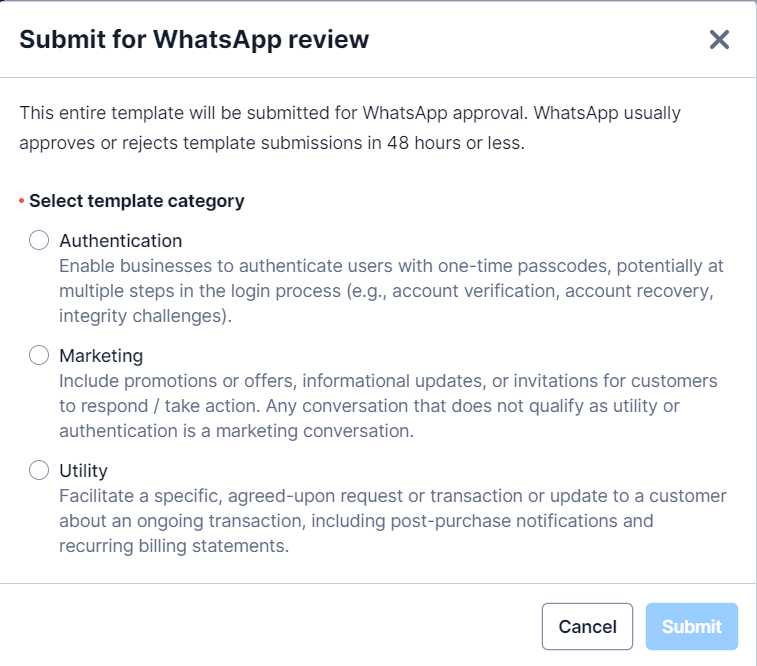 Submit for WhatsApp review
This entire template will be submitted for WhatsApp approval. WhatsApp usually
approves or rejects template submissions in 48 hours or less.
• Select template category
Authentication
Enable businesses to authenticate users with one-time passcodes, potentially at
multiple steps in the login process (e.g., account verification, account recovery,
integrity challenges).
Marketing
Include promotions or offers, informational updates, or invitations for customers
to respond / take action. Any conversation that does not qualify as utility or
authentication is a marketing conversation.
Utility
Facilitate a specific, agreed-upon request or transaction or update to a customer
about an ongoing transaction, including post-purchase notifications and
recurring billing statements.
Cancel Submit